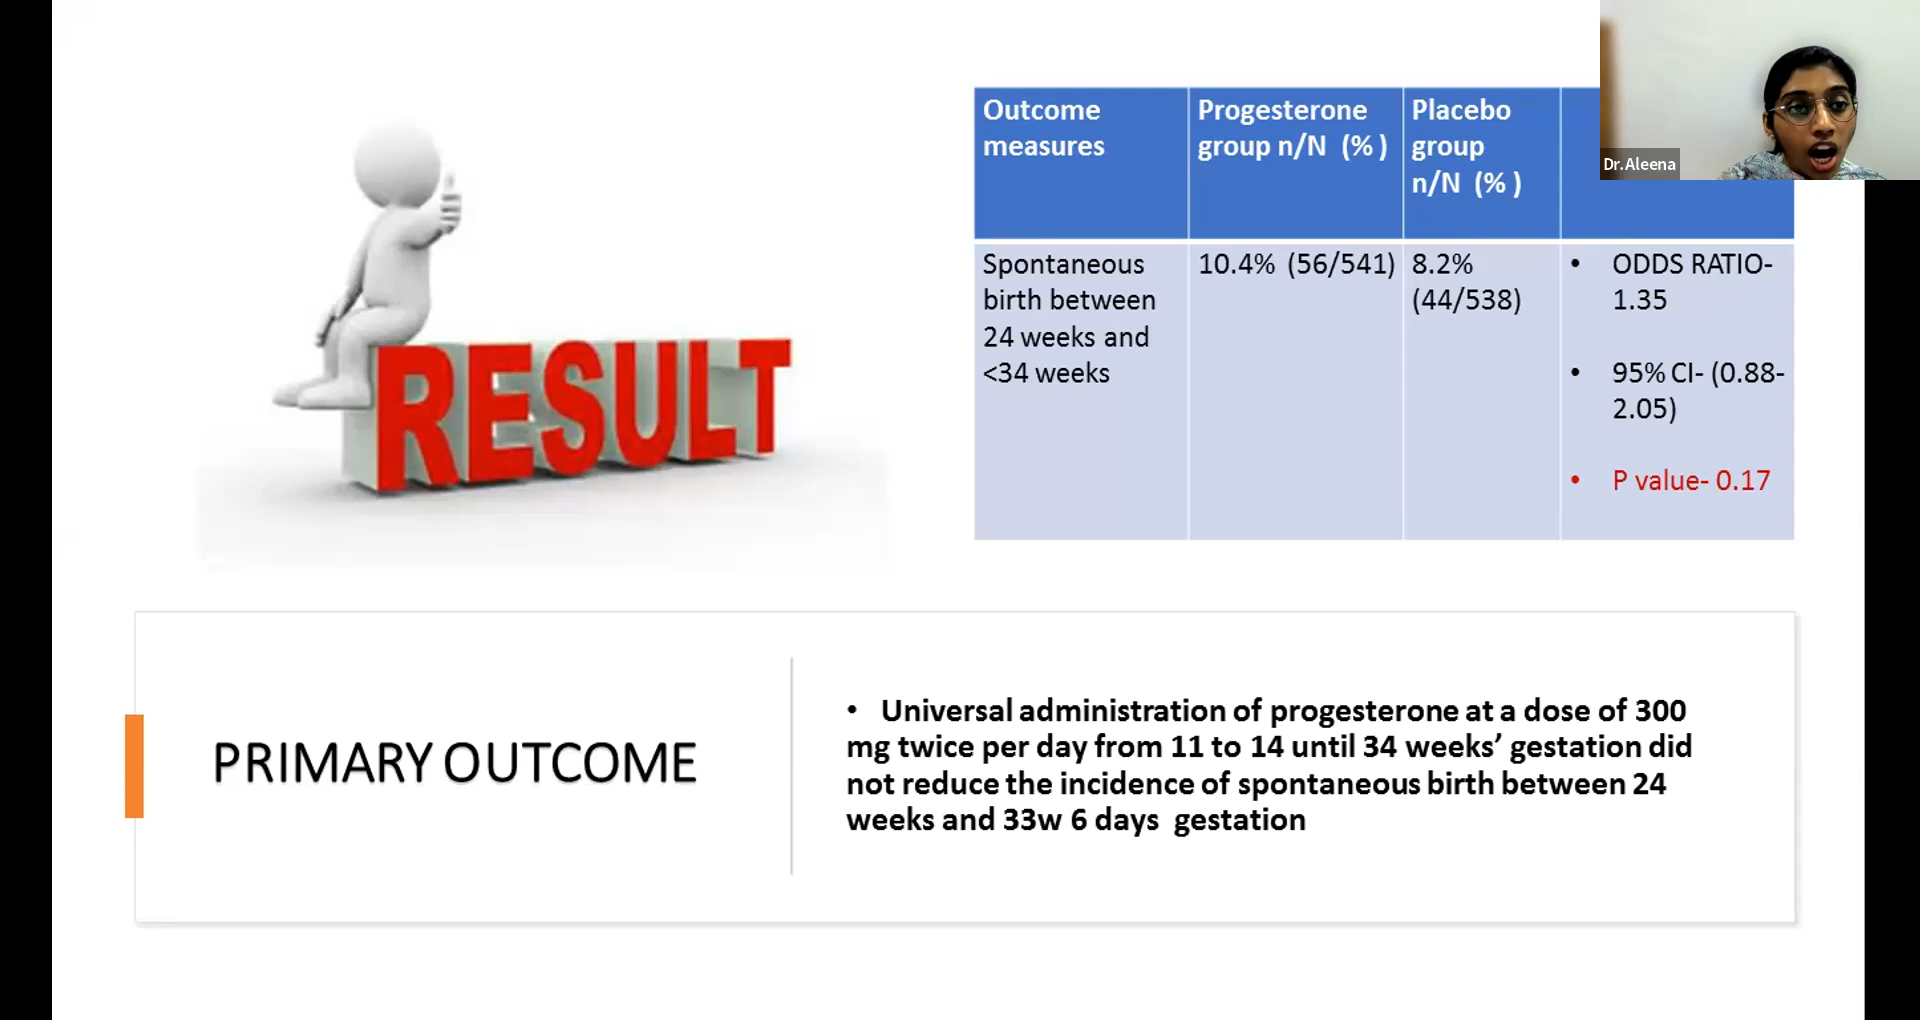 Outcome
measures
Progesterone
group n/N (%)
Placebo
group
n/N (%)
Dr.Aleena
Spontaneous
birth between
24 weeks and
<34 weeks
10.4% (56/541)
8.2%
(44/538)
• ODDS RATIO-
1.35
• 95% CI- (0.88-
2.05)
• P value- 0.17
RESULT
PRIMARY OUTCOME
• Universal administration of progesterone at a dose of 300
mg twice per day from 11 to 14 until 34 weeks’ gestation did
not reduce the incidence of spontaneous birth between 24
weeks and 33w 6 days gestation